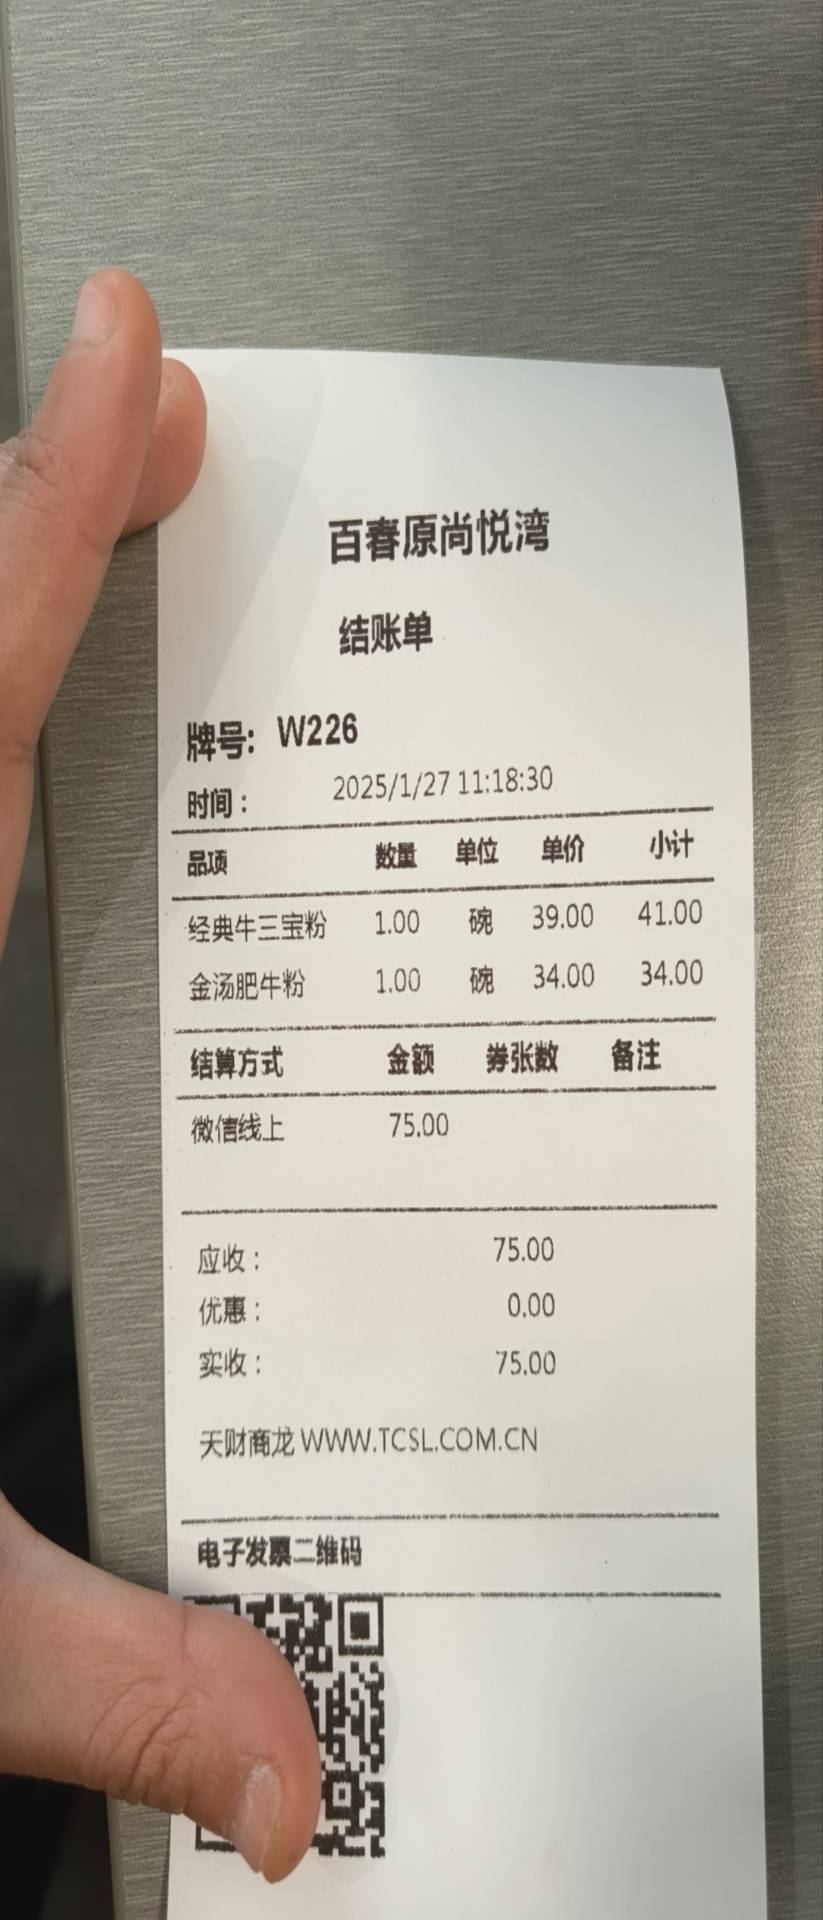 百春原尚悦湾
结账单
牌号: W226
时间： 2025/1/27 11:18:30
品项 数量 单位 单价 小计
经典牛三宝粉 1.00 碗 39.00 41.00
金汤肥牛粉 1.00 碗 34.00 34.00
结算方式 金额 券张数 备注
微信线上 75.00
应收： 75.00
优惠： 0.00
实收： 75.00
天财商龙 WWW.TCSL.COM.CN
电子发票二维码